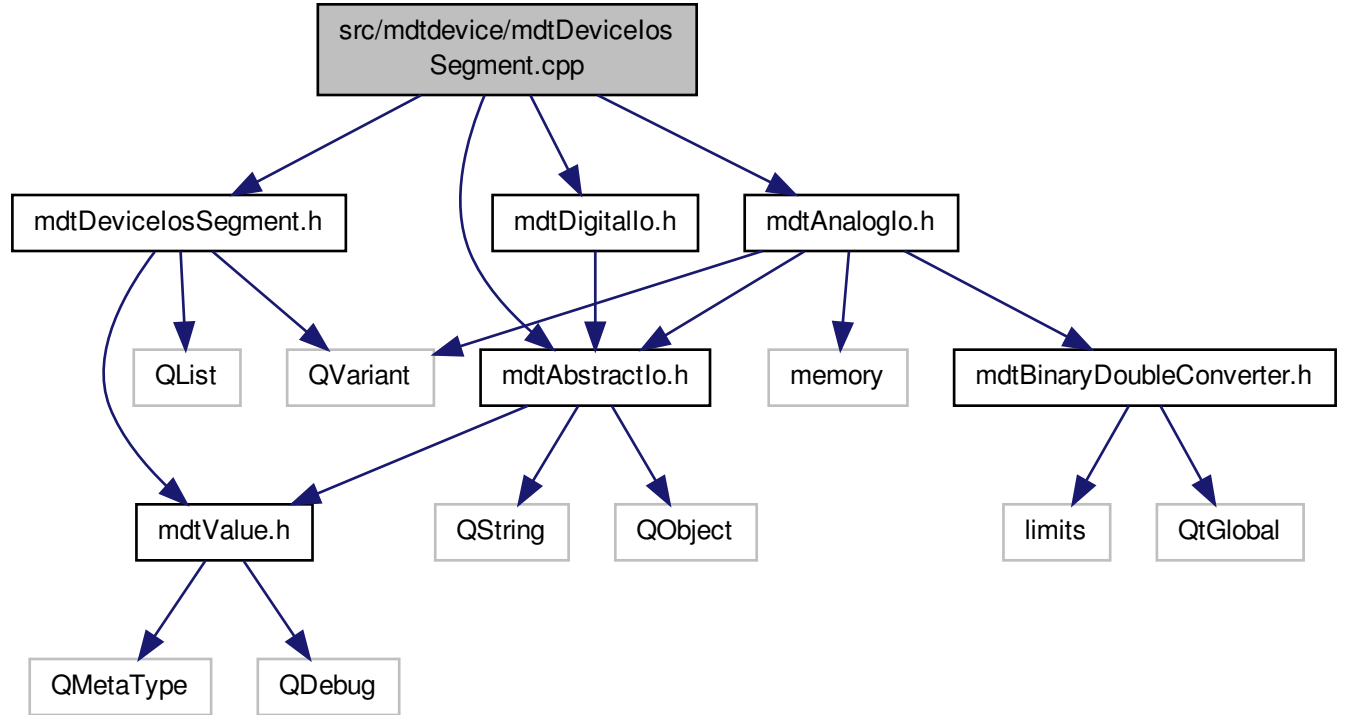 src/mdtdevice/mdtDeviceIos
Segment.cpp
mdtDeviceIosSegment.h
mdtDigitalIo.h
mdtAnalogIo.h
QList
QVariant
mdtAbstractIo.h
memory
mdtBinaryDoubleConverter.h
mdtValue.h
QString
QObject
limits
QtGlobal
QMetaType
QDebug